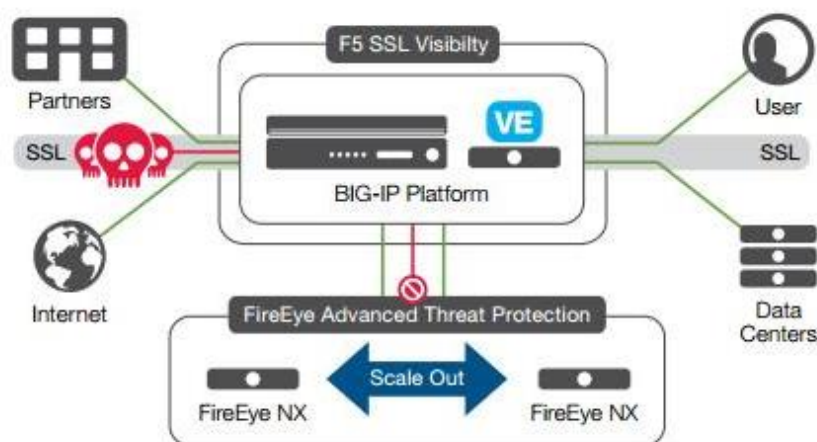 F5 SSL Visibilty
Partners
VE
User
SSL
SSL
BIG-IP Platform
Internet
FireEye Advanced Threat Protection
Data
Centers
Scale Out
FireEye NX
FireEye NX